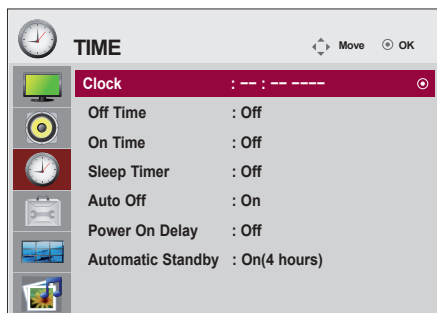 TIME Move OK
Clock : -- : -- ----
Off Time : Off
On Time : Off
Sleep Timer : Off
Auto Off : On
Power On Delay : Off
Automatic Standby : On(4 hours)